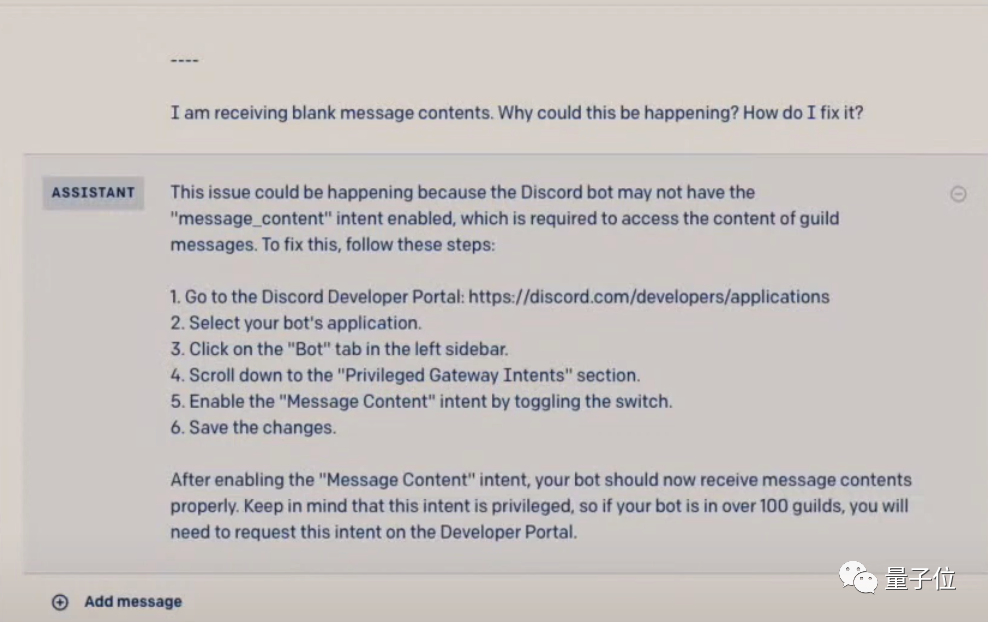 ----
I am receiving blank message contents. Why could this be happening? How do I fix it?
ASSISTANT
This issue could be happening because the Discord bot may not have the
"message_content" intent enabled, which is required to access the content of guild
messages. To fix this, follow these steps:
1. Go to the Discord Developer Portal: https://discord.com/developers/applications
2. Select your bot's application.
3. Click on the "Bot" tab in the left sidebar.
4. Scroll down to the "Privileged Gateway Intents" section.
5. Enable the "Message Content" intent by toggling the switch.
6. Save the changes.
After enabling the "Message Content" intent, your bot should now receive message contents
properly. Keep in mind that this intent is privileged, so if your bot is in over 100 guilds, you will
need to request this intent on the Developer Portal.
量子位
Add message